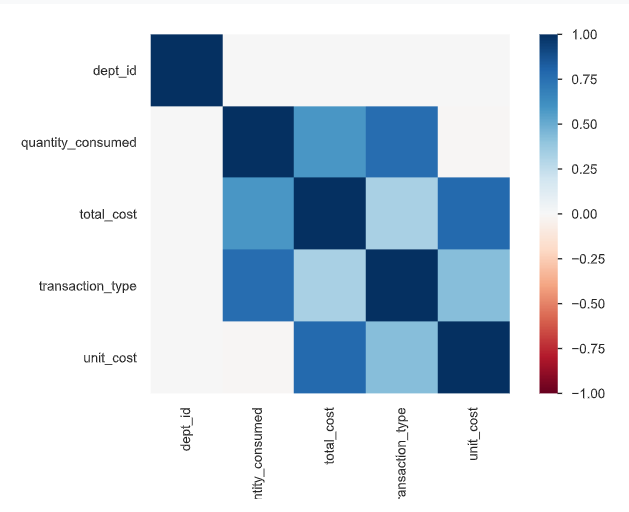 dept_id
quantity_consumed
total_cost
transaction_type
unit_cost
dept_id
ntity_consumed
total_cost
ransaction_type
unit_cost
1.00
0.75
0.50
0.25
0.00
−0.25
−0.50
−0.75
−1.00